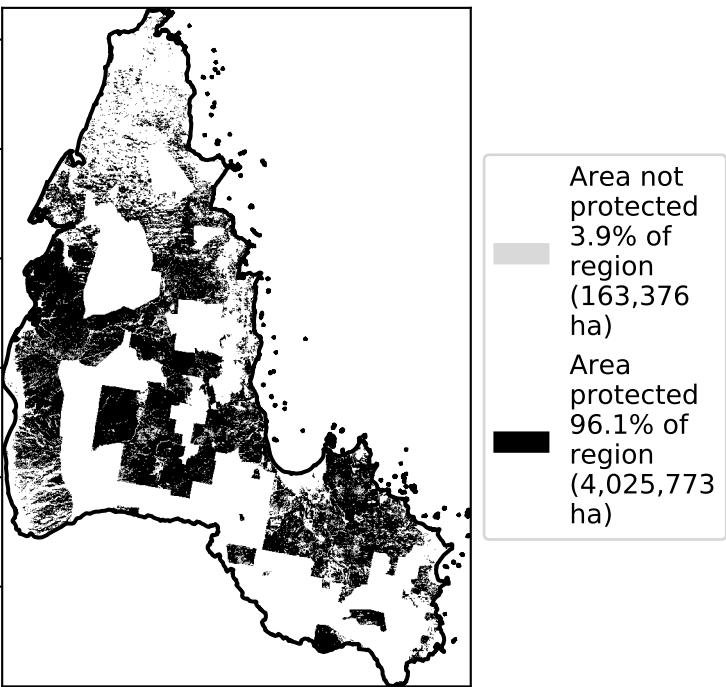 Area not
protected
3.9% of
region
(163,376
ha)
Area
protected
96.1% of
region
(4,025,773
ha)